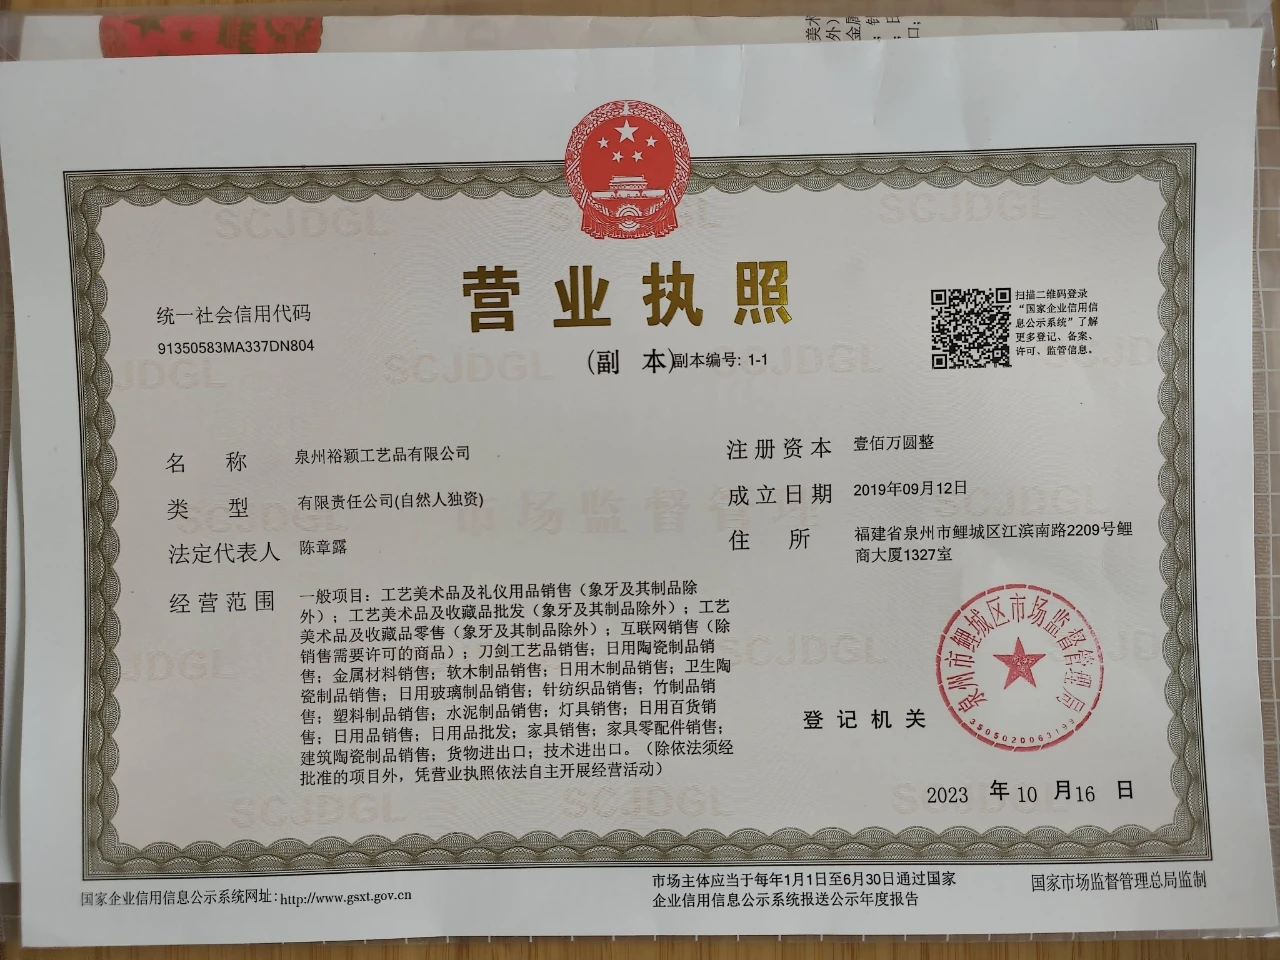 美术
外）
金属
口；
SCJDGL
营业执照
（副 本）副本编号: 1-1
统一社会信用代码
91350583MA337DN804
扫描二维码登录
“国家企业信用信
息公示系统”了解
更多登记、备案、
许可、监管信息。
名 称 泉州裕颖工艺品有限公司
类 型 有限责任公司(自然人独资)
法定代表人 陈章露
经营范围 一般项目：工艺美术品及礼仪用品销售（象牙及其制品除
外）；工艺美术品及收藏品批发（象牙及其制品除外）；工艺
美术品及收藏品零售（象牙及其制品除外）；互联网销售（除
销售需要许可的商品）；刀剑工艺品销售；日用陶瓷制品销
售；金属材料销售；软木制品销售；日用木制品销售；卫生陶
瓷制品销售；日用玻璃制品销售；针纺织品销售；竹制品销
售；塑料制品销售；水泥制品销售；灯具销售；日用百货销
售；日用品销售；日用品批发；家具销售；家具零配件销售；
建筑陶瓷制品销售；货物进出口；技术进出口。（除依法须经
批准的项目外，凭营业执照依法自主开展经营活动）
注册资本 壹佰万圆整
成立日期 2019年09月12日
住 所 福建省泉州市鲤城区江滨南路2209号鲤
商大厦1327室
市场监督管理
登记机关
泉州市鲤城区市场监督管理局
3505020063193
2023 年 10 月 16 日
国家企业信用信息公示系统网址：http://www.gsxt.gov.cn
市场主体应当于每年1月1日至6月30日通过国家
企业信用信息公示系统报送公示年度报告
国家市场监督管理总局监制